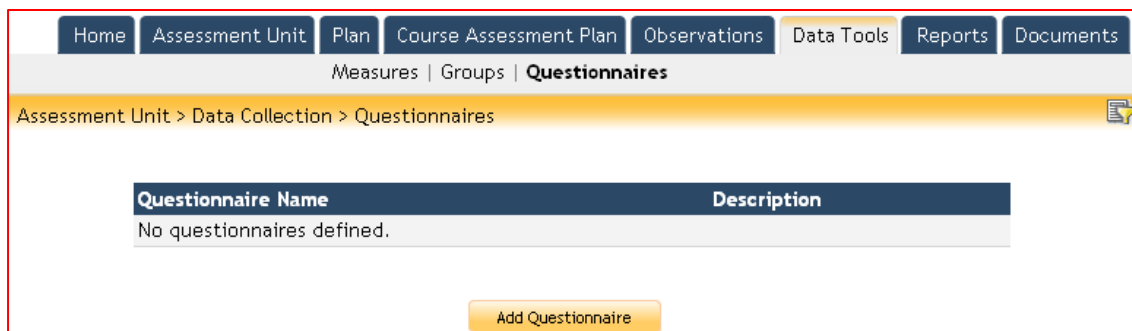 Home Assessment Unit Plan Course Assessment Plan Observations Data Tools Reports Documents
Measures | Groups | Questionnaires
Assessment Unit > Data Collection > Questionnaires
Questionnaire Name Description
No questionnaires defined.
Add Questionnaire